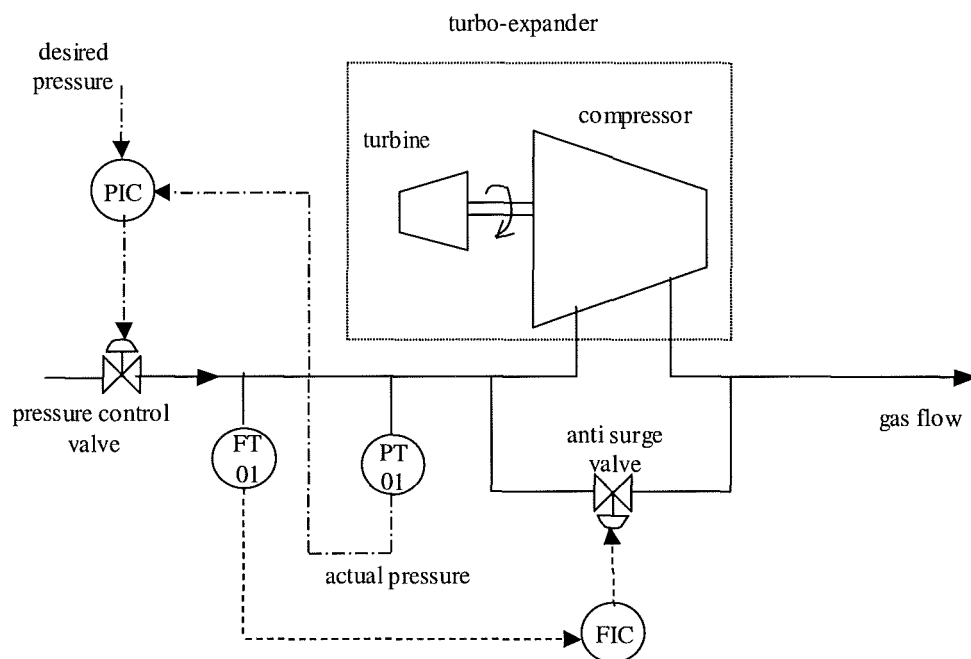 turbo-expander
desired
pressure
compressor
turbine
PIC
pressure control
valve
gas flow
anti surge
valve
FT
01
PT
01
actual pressure
FIC